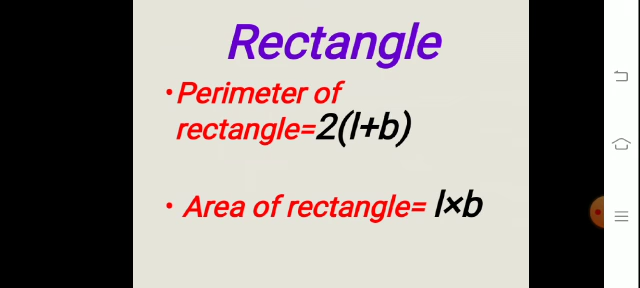 Rectangle
•Perimeter of
rectangle=2(l+b)
• Area of rectangle= l×b